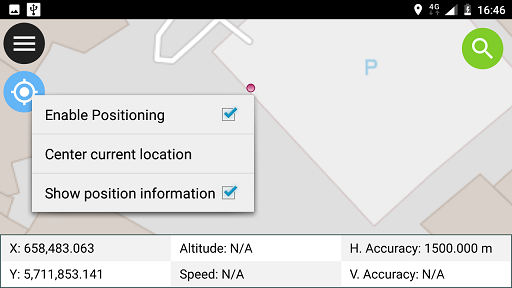 4G
16:46
P
Enable Positioning
Center current location
Show position information
X: 658,483.063 Altitude: N/A H. Accuracy: 1500.000 m
Y: 5,711,853.141 Speed: N/A V. Accuracy: N/A